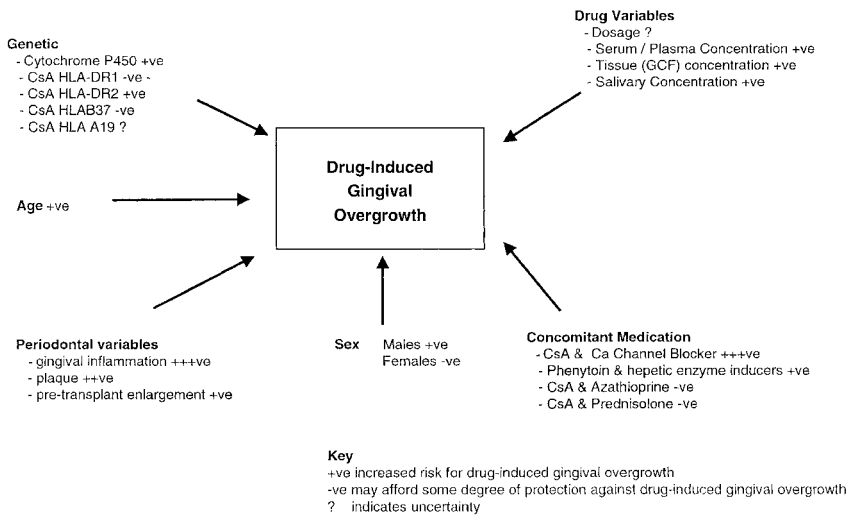 Genetic
- Cytochrome P450 +ve
- CsA HLA-DR1 -ve -
- CsA HLA-DR2 +ve
- CsA HLAB37 -ve
- CsA HLA A19 ?
Drug Variables
- Dosage ?
- Serum / Plasma Concentration +ve
- Tissue (GCF) concentration +ve
- Salivary Concentration +ve
Drug-Induced
Gingival
Overgrowth
Age +ve
Periodontal variables
- gingival inflammation +++ve
- plaque ++ve
- pre-transplant enlargement +ve
Sex Males +ve
Females -ve
Concomitant Medication
- CsA & Ca Channel Blocker +++ve
- Phenytoin & hepetic enzyme inducers +ve
- CsA & Azathioprine -ve
- CsA & Prednisolone -ve
Key
+ve increased risk for drug-induced gingival overgrowth
-ve may afford some degree of protection against drug-induced gingival overgrowth
? indicates uncertainty